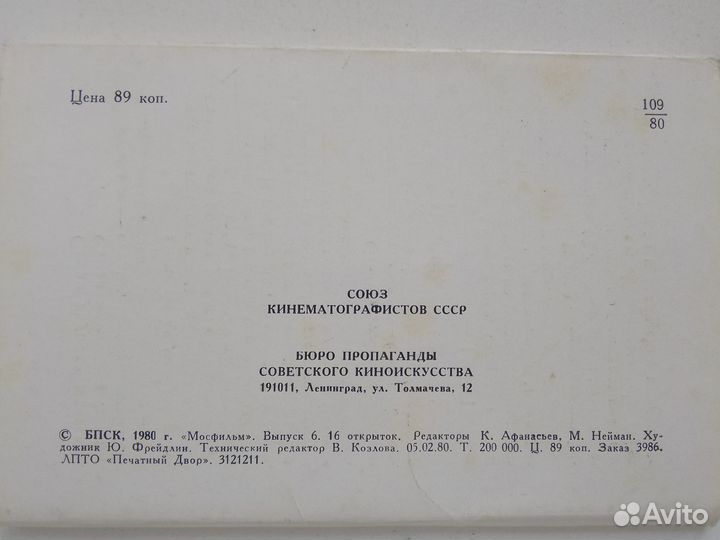 Цена 89 коп.
109
80
СОЮЗ
КИНЕМАТОГРАФИСТОВ СССР
БЮРО ПРОПАГАНДЫ
СОВЕТСКОГО КИНОИСКУССТВА
191011, Ленинград, ул. Толмачева, 12
© БПСК, 1980 г. «Мосфильм». Выпуск 6. 16 открыток. Редакторы К. Афанасьев, М. Нейман. Ху-
дожник Ю. Фрейдлин. Технический редактор В. Козлова. 05.02.80. Т. 200 000. Ц. 89 коп. Заказ 3986.
ЛПТО «Печатный Двор». 3121211.
Avito